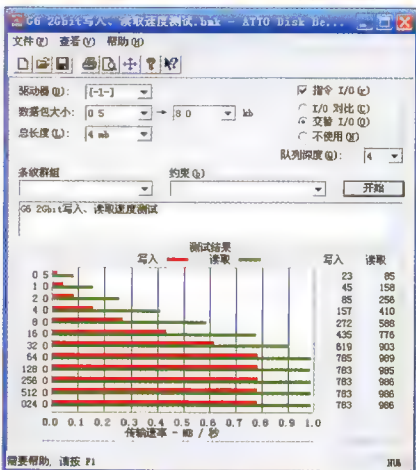 G6 2Gbit写入、读取速度测试.bmk - ATTO Disk Be...
文件(F) 查看(V) 帮助(H)
驱动器(D): [-1-]
指令 I/O(E)
数据包大小: 0 5 → 8 0 kb
I/O 对比(C)
交替 I/O(O)
总长度(L): 4 mb
不使用(N)
队列深度(Q): 4
条纹群组 约束(G)
开始
G6 2Gbit写入、读取速度测试
测试结果
写入 读取 写入 读取
0 5 23 85
1 0 45 158
2 0 85 256
4 0 157 410
8 0 272 588
16 0 435 776
32 0 619 903
64 0 785 989
128 0 783 985
256 0 783 986
512 0 783 986
024 0 783 986
0.0 0.1 0.2 0.3 0.4 0.5 0.6 0.7 0.8 0.9 1.0
传输速率 - MB / 秒
需要帮助, 请按 F1 NUM